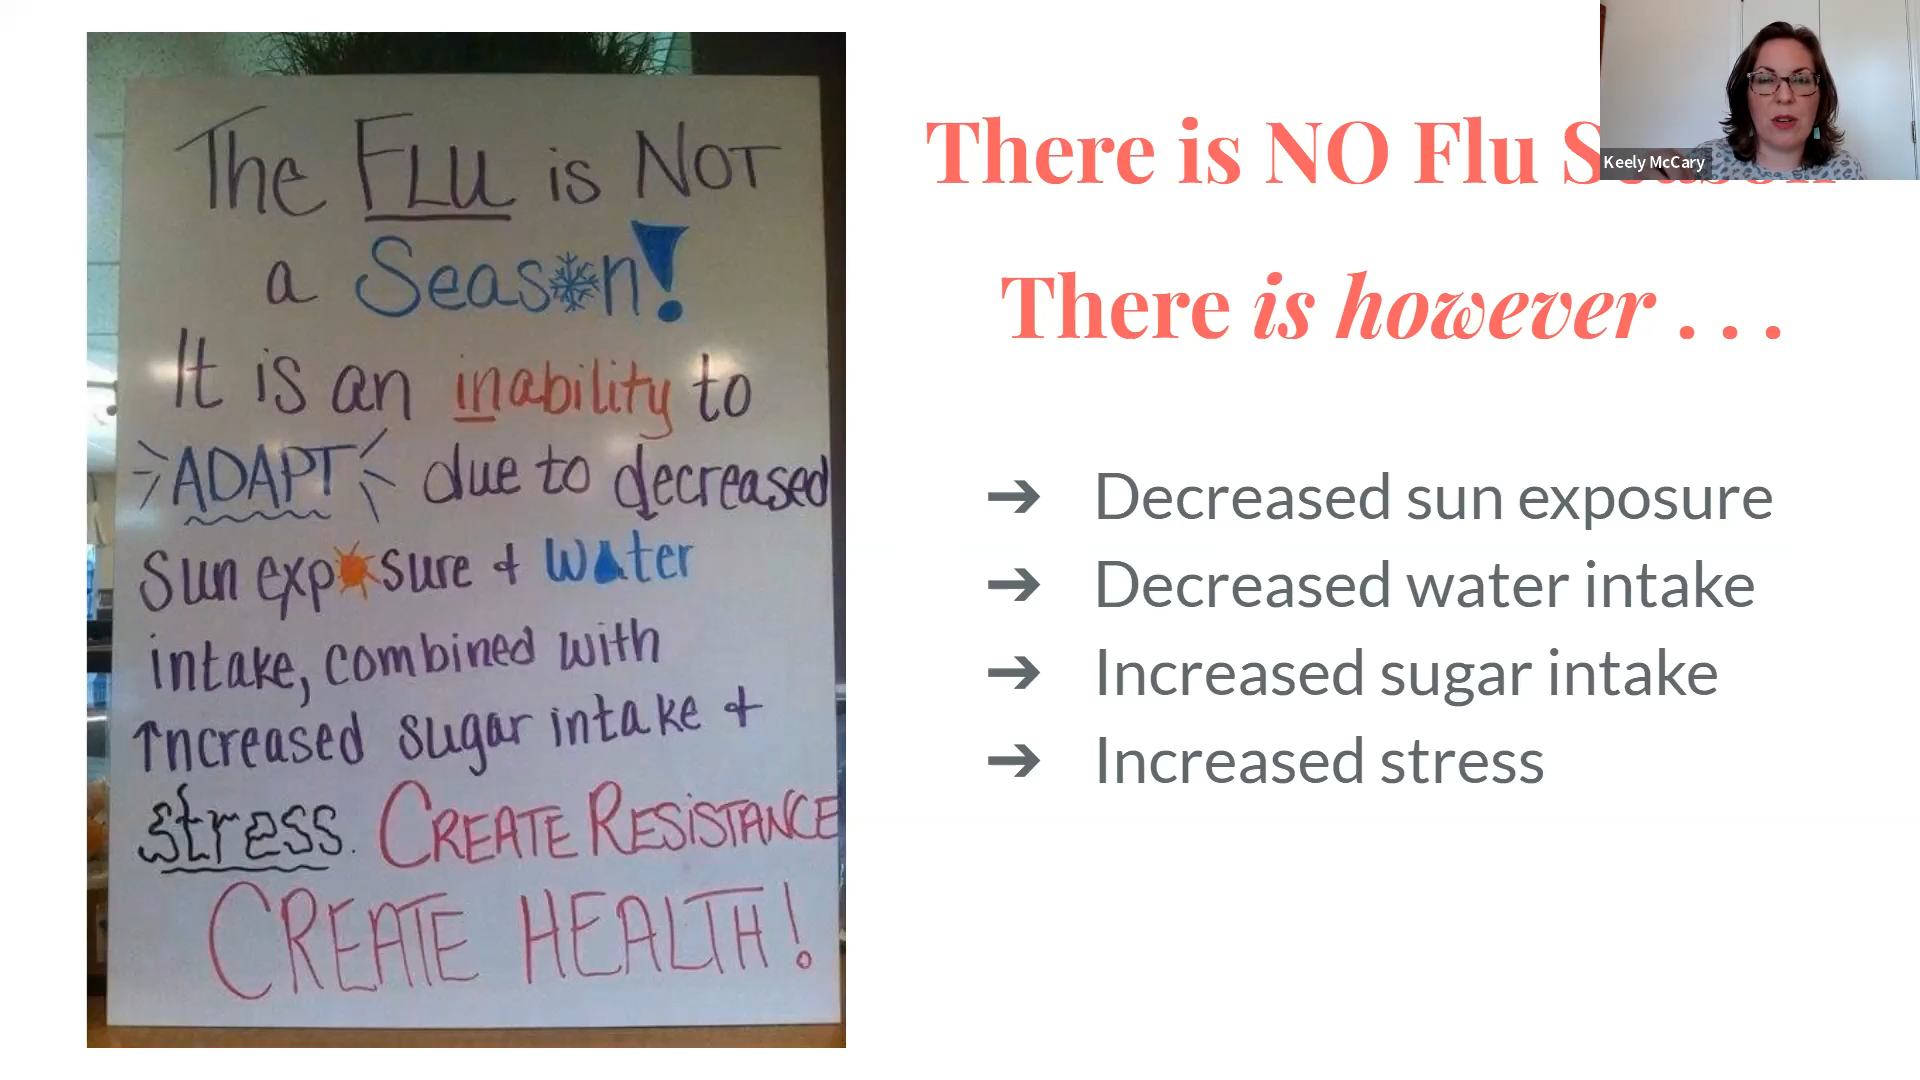 The FLU is NOT
a Season!
It is an inability to
ADAPT due to decreased
Sun exposure + water
intake, combined with
Increased sugar intake +
stress. CREATE RESISTANCE
CREATE HEALTH!
There is NO Flu Season
There is however . . .
➔ Decreased sun exposure
➔ Decreased water intake
➔ Increased sugar intake
➔ Increased stress
Keely McCary